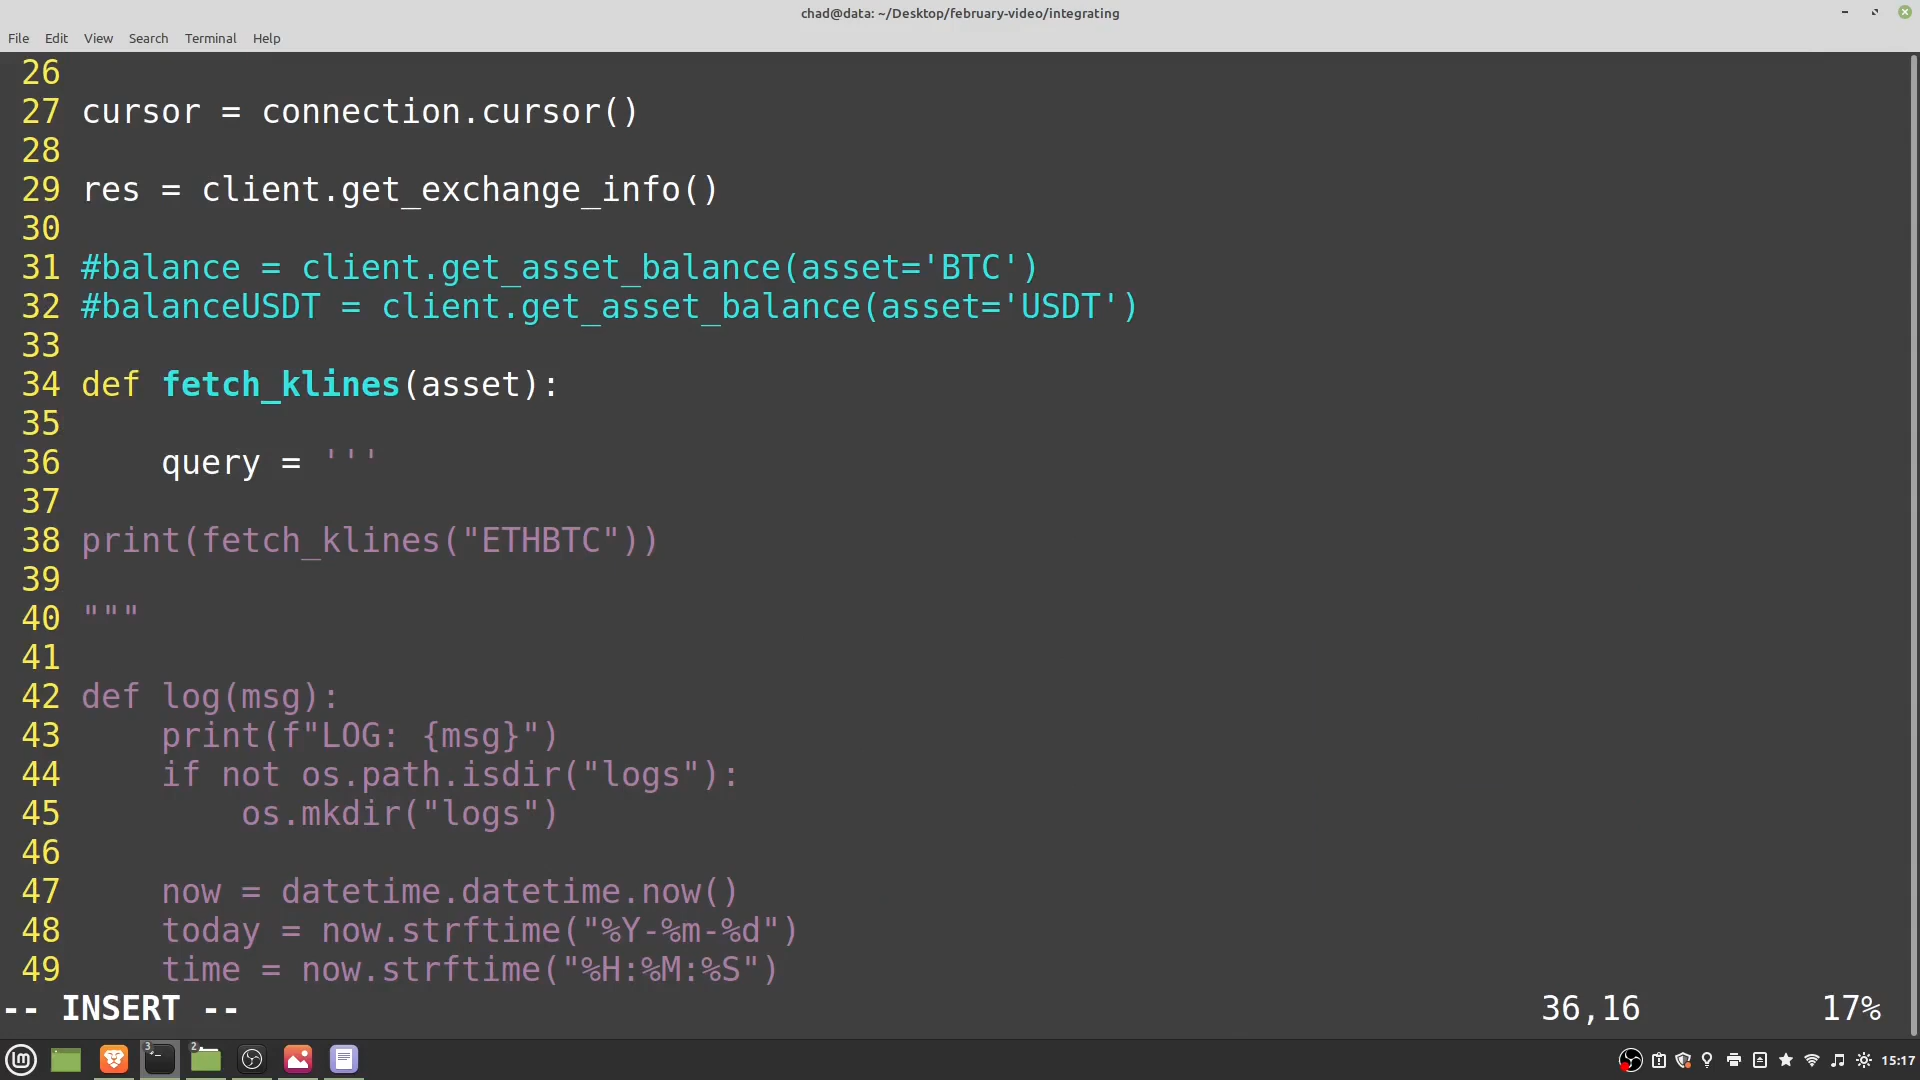 chad@data: ~/Desktop/february-video/integrating
File Edit View Search Terminal Help
26
27 cursor = connection.cursor()
28
29 res = client.get_exchange_info()
30
31 #balance = client.get_asset_balance(asset='BTC')
32 #balanceUSDT = client.get_asset_balance(asset='USDT')
33
34 def fetch_klines(asset):
35
36     query = '''
37
38 print(fetch_klines("ETHBTC"))
39
40 """
41
42 def log(msg):
43     print(f"LOG: {msg}")
44     if not os.path.isdir("logs"):
45         os.mkdir("logs")
46
47     now = datetime.datetime.now()
48     today = now.strftime("%Y-%m-%d")
49     time = now.strftime("%H:%M:%S")
-- INSERT -- 36,16 17%
3 2 15:17